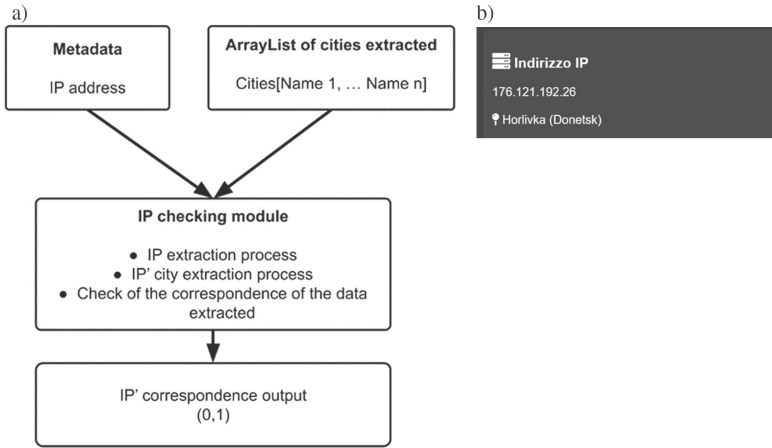 a)
Metadata
IP address
ArrayList of cities extracted
Cities[Name 1, … Name n]
IP checking module
● IP extraction process
● IP' city extraction process
● Check of the correspondence of the data
extracted
IP' correspondence output
(0,1)
b)
Indirizzo IP
176.121.192.26
Horlivka (Donetsk)